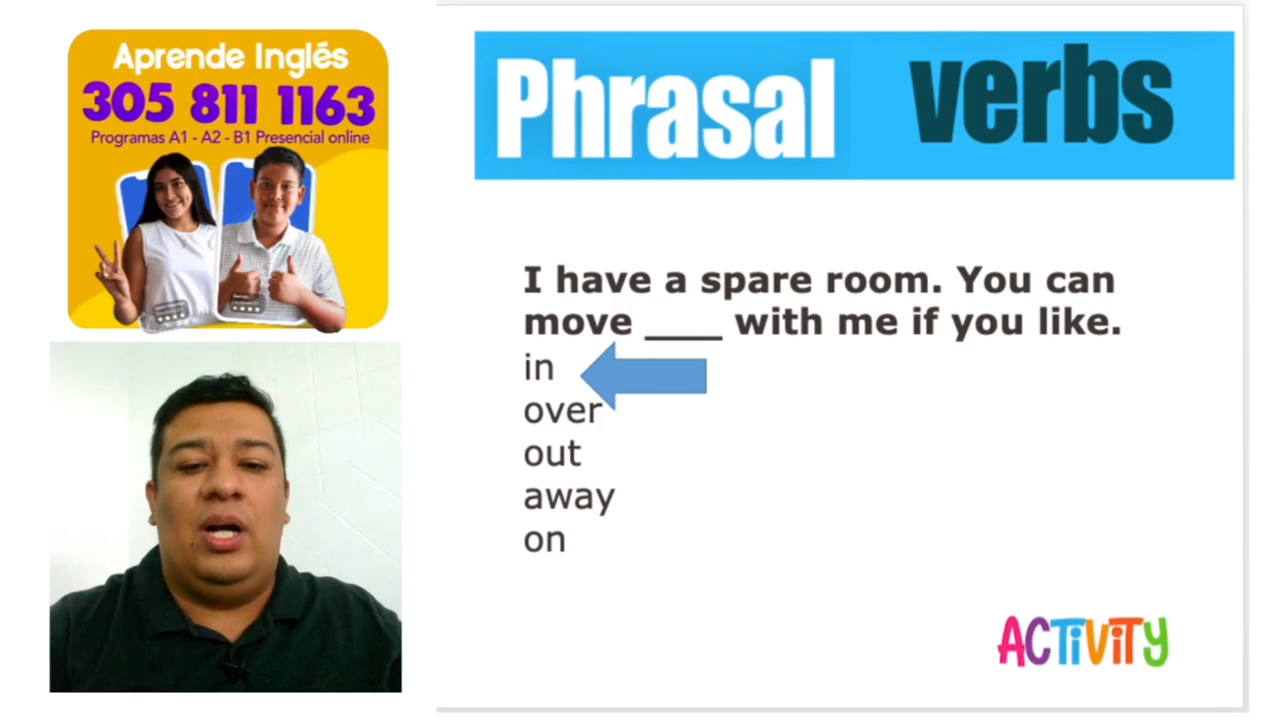 Aprende Inglés
305 811 1163
Programas A1 - A2 - B1 Presencial online
Phrasal verbs
I have a spare room. You can
move ___ with me if you like.
in
over
out
away
on
ACTiViTY